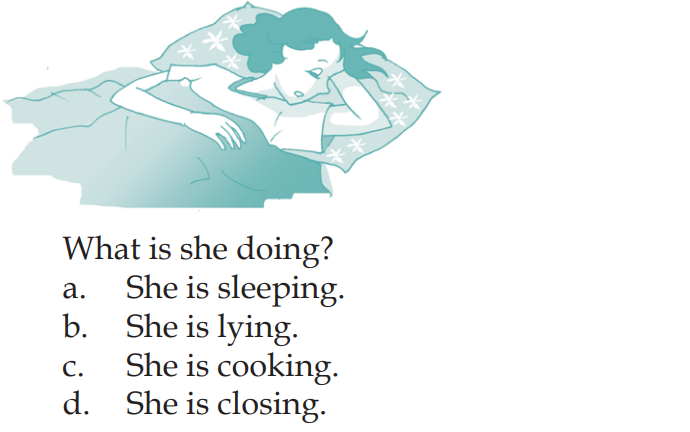 What is she doing?
a. She is sleeping.
b. She is lying.
c. She is cooking.
d. She is closing.